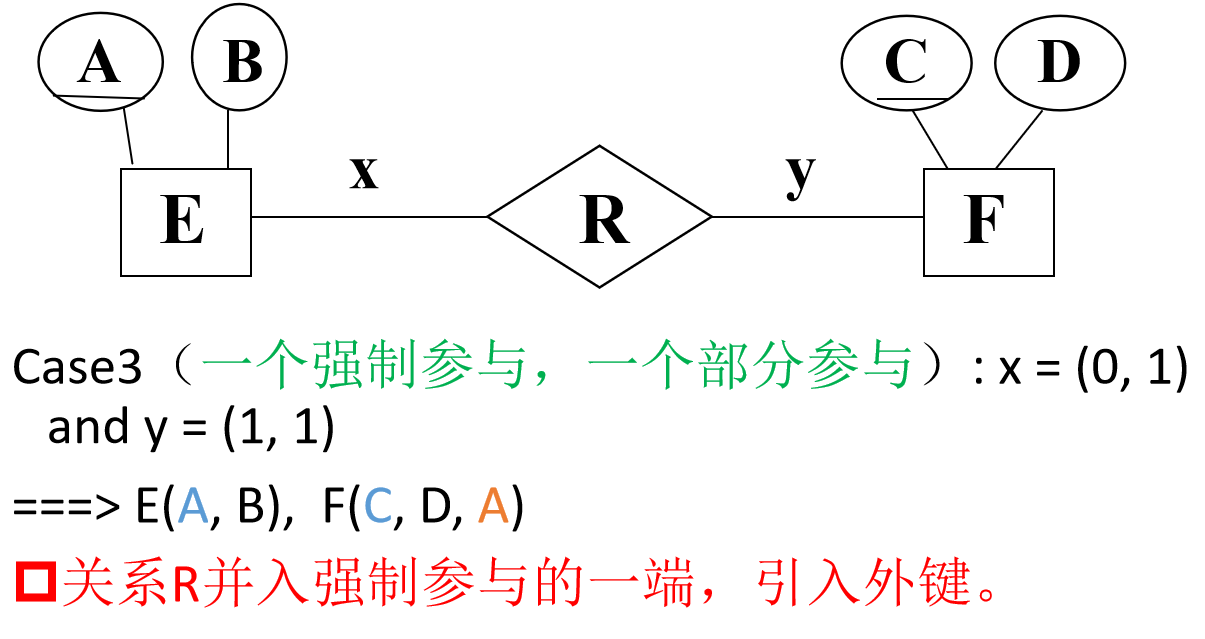 A B C D
x y
E R F
Case3（一个强制参与，一个部分参与）: x = (0, 1)
and y = (1, 1)
===> E(A, B),  F(C, D, A)
关系R并入强制参与的一端，引入外键。